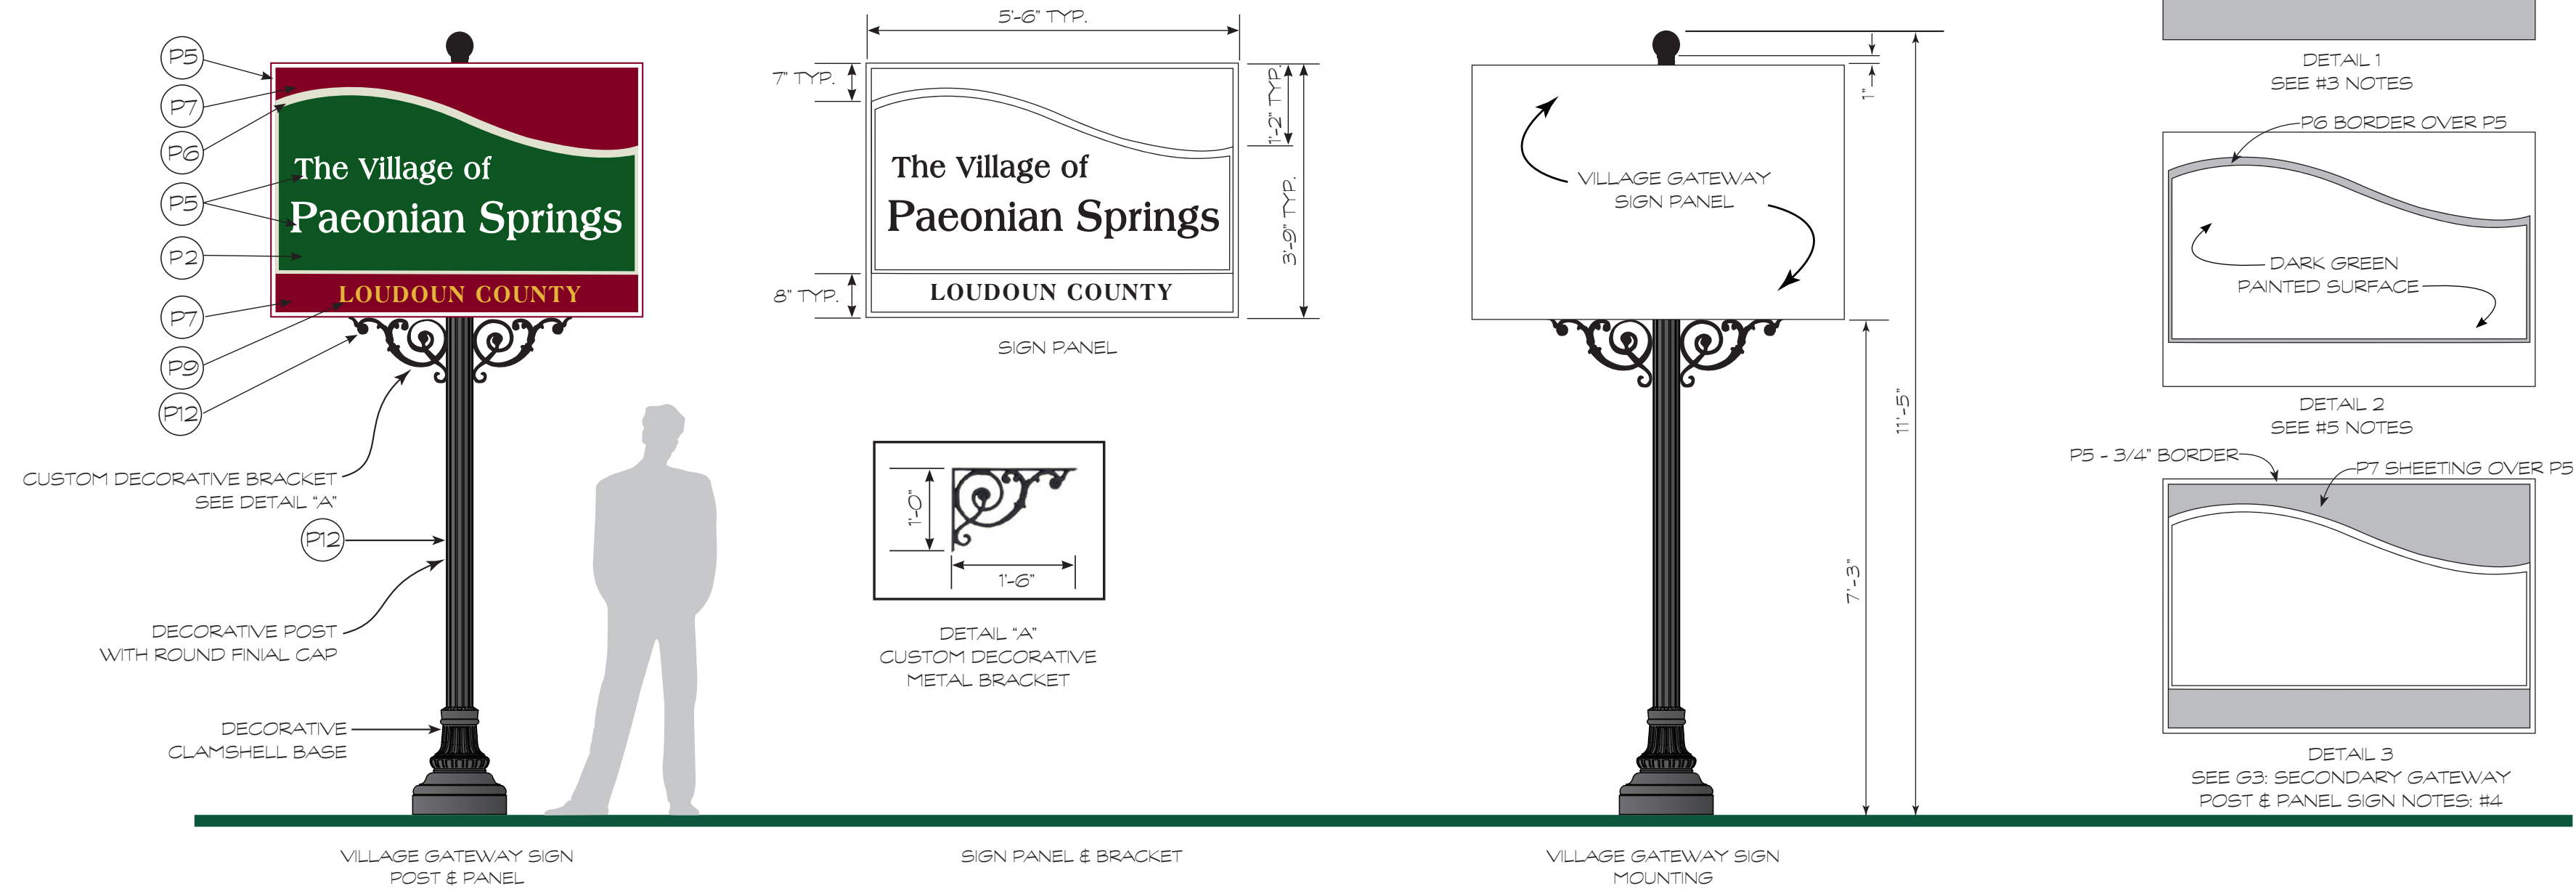 P5
P7
P6
P5
P2
P7
P9
P12
The Village of
Paeonian Springs
LOUDOUN COUNTY
CUSTOM DECORATIVE BRACKET
SEE DETAIL "A"
P12
DECORATIVE POST
WITH ROUND FINIAL CAP
DECORATIVE
CLAMSHELL BASE
VILLAGE GATEWAY SIGN
POST & PANEL
5'-6" TYP.
7" TYP.
1'-2" TYP.
3'-9" TYP.
8" TYP.
The Village of
Paeonian Springs
LOUDOUN COUNTY
SIGN PANEL
1'-0"
1'-6"
DETAIL "A"
CUSTOM DECORATIVE
METAL BRACKET
SIGN PANEL & BRACKET
VILLAGE GATEWAY
SIGN PANEL
1"
11'-5"
7'-3"
VILLAGE GATEWAY SIGN
MOUNTING
DETAIL 1
SEE #3 NOTES
P6 BORDER OVER P5
DARK GREEN
PAINTED SURFACE
DETAIL 2
SEE #5 NOTES
P5 - 3/4" BORDER
P7 SHEETING OVER P5
DETAIL 3
SEE G3: SECONDARY GATEWAY
POST & PANEL SIGN NOTES: #4